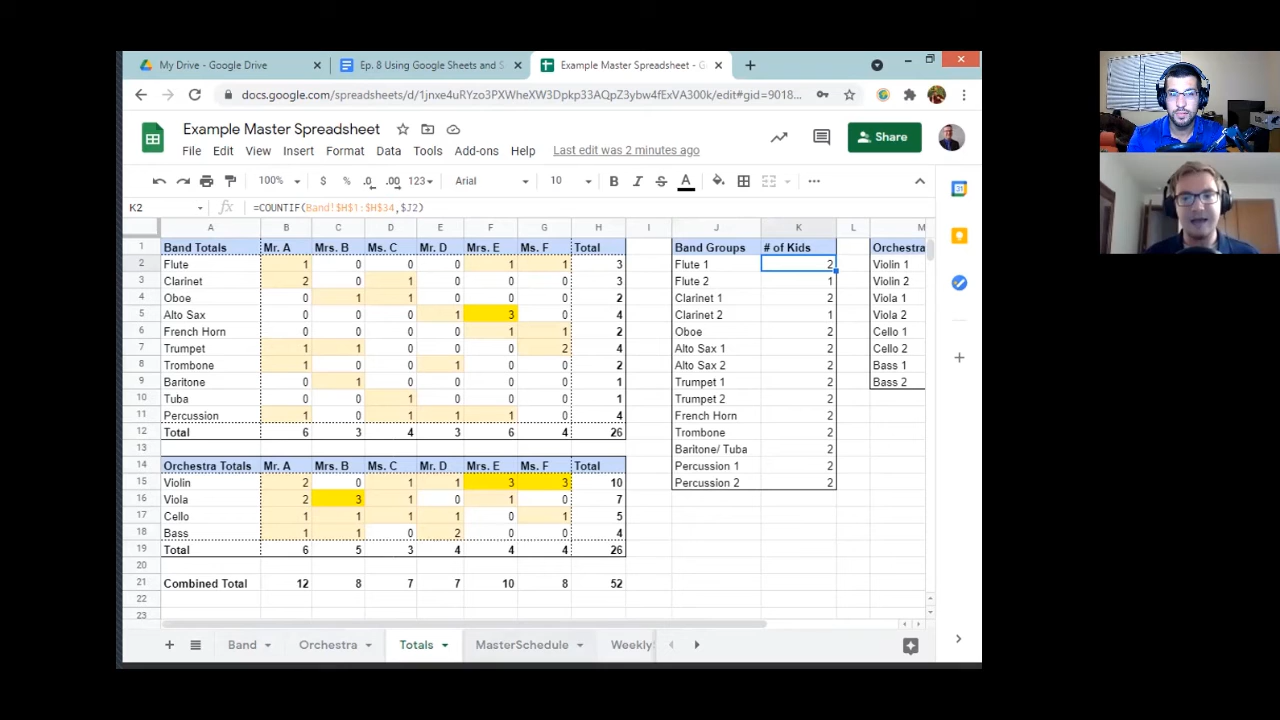 My Drive - Google Drive
Ep. 8 Using Google Sheets and S
Example Master Spreadsheet - G
docs.google.com/spreadsheets/d/
/edit#gid=9018...
Example Master Spreadsheet
Share
File Edit View Insert Format Data Tools Add-ons Help Last edit was 2 minutes ago
100% $ % .0 .00 123 Arial 10 B I S A
K2 fx =COUNTIF(Band!$H$1:$H$34,$J2)
A B C D E F G H I J K L M
1 Band Totals Mr. A Mrs. B Ms. C Mr. D Mrs. E Ms. F Total Band Groups # of Kids Orchestra
2 Flute 1 0 0 0 1 1 3 Flute 1 2 Violin 1
3 Clarinet 2 0 1 0 0 0 3 Flute 2 1 Violin 2
4 Oboe 0 1 1 0 0 0 2 Clarinet 1 2 Viola 1
5 Alto Sax 0 0 0 1 3 0 4 Clarinet 2 1 Viola 2
6 French Horn 0 0 0 0 1 1 2 Oboe 2 Cello 1
7 Trumpet 1 1 0 0 0 2 4 Alto Sax 1 2 Cello 2
8 Trombone 1 0 0 1 0 0 2 Alto Sax 2 2 Bass 1
9 Baritone 0 1 0 0 0 0 1 Trumpet 1 2 Bass 2
10 Tuba 0 0 1 0 0 0 1 Trumpet 2 2
11 Percussion 1 0 1 1 1 0 4 French Horn 2
12 Total 6 3 4 3 6 4 26 Trombone 2
13 Baritone/ Tuba 2
14 Orchestra Totals Mr. A Mrs. B Ms. C Mr. D Mrs. E Ms. F Total Percussion 1 2
15 Violin 2 0 1 1 3 3 10 Percussion 2 2
16 Viola 2 3 1 0 1 0 7
17 Cello 1 1 1 1 0 1 5
18 Bass 1 1 0 2 0 0 4
19 Total 6 5 3 4 4 4 26
20
21 Combined Total 12 8 7 7 10 8 52
22
23
Band Orchestra Totals MasterSchedule Weekly